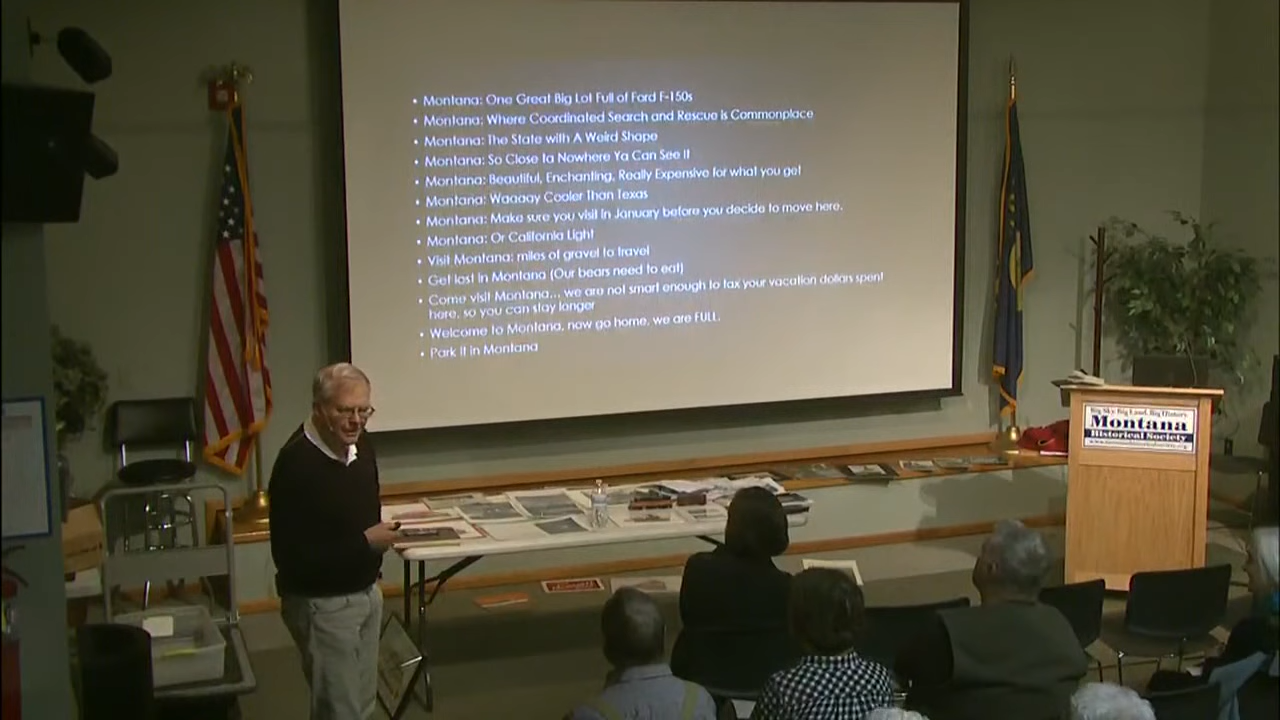 • Montana: One Great Big Lot Full of Ford F-150s
• Montana: Where Coordinated Search and Rescue is Commonplace
• Montana: The State with A Weird Shape
• Montana: So Close ta Nowhere Ya Can See It
• Montana: Beautiful, Enchanting, Really Expensive for what you get
• Montana: Waaaay Cooler Than Texas
• Montana: Make sure you visit in January before you decide to move here.
• Montana: Or California Light
• Visit Montana: miles of gravel to travel
• Get lost in Montana (Our bears need to eat)
• Come visit Montana... we are not smart enough to tax your vacation dollars spent
here, so you can stay longer
• Welcome to Montana, now go home, we are FULL.
• Park it in Montana
Big Sky, Big Land, Big History
Montana
Historical Society
www.montanahistoricalsociety.org